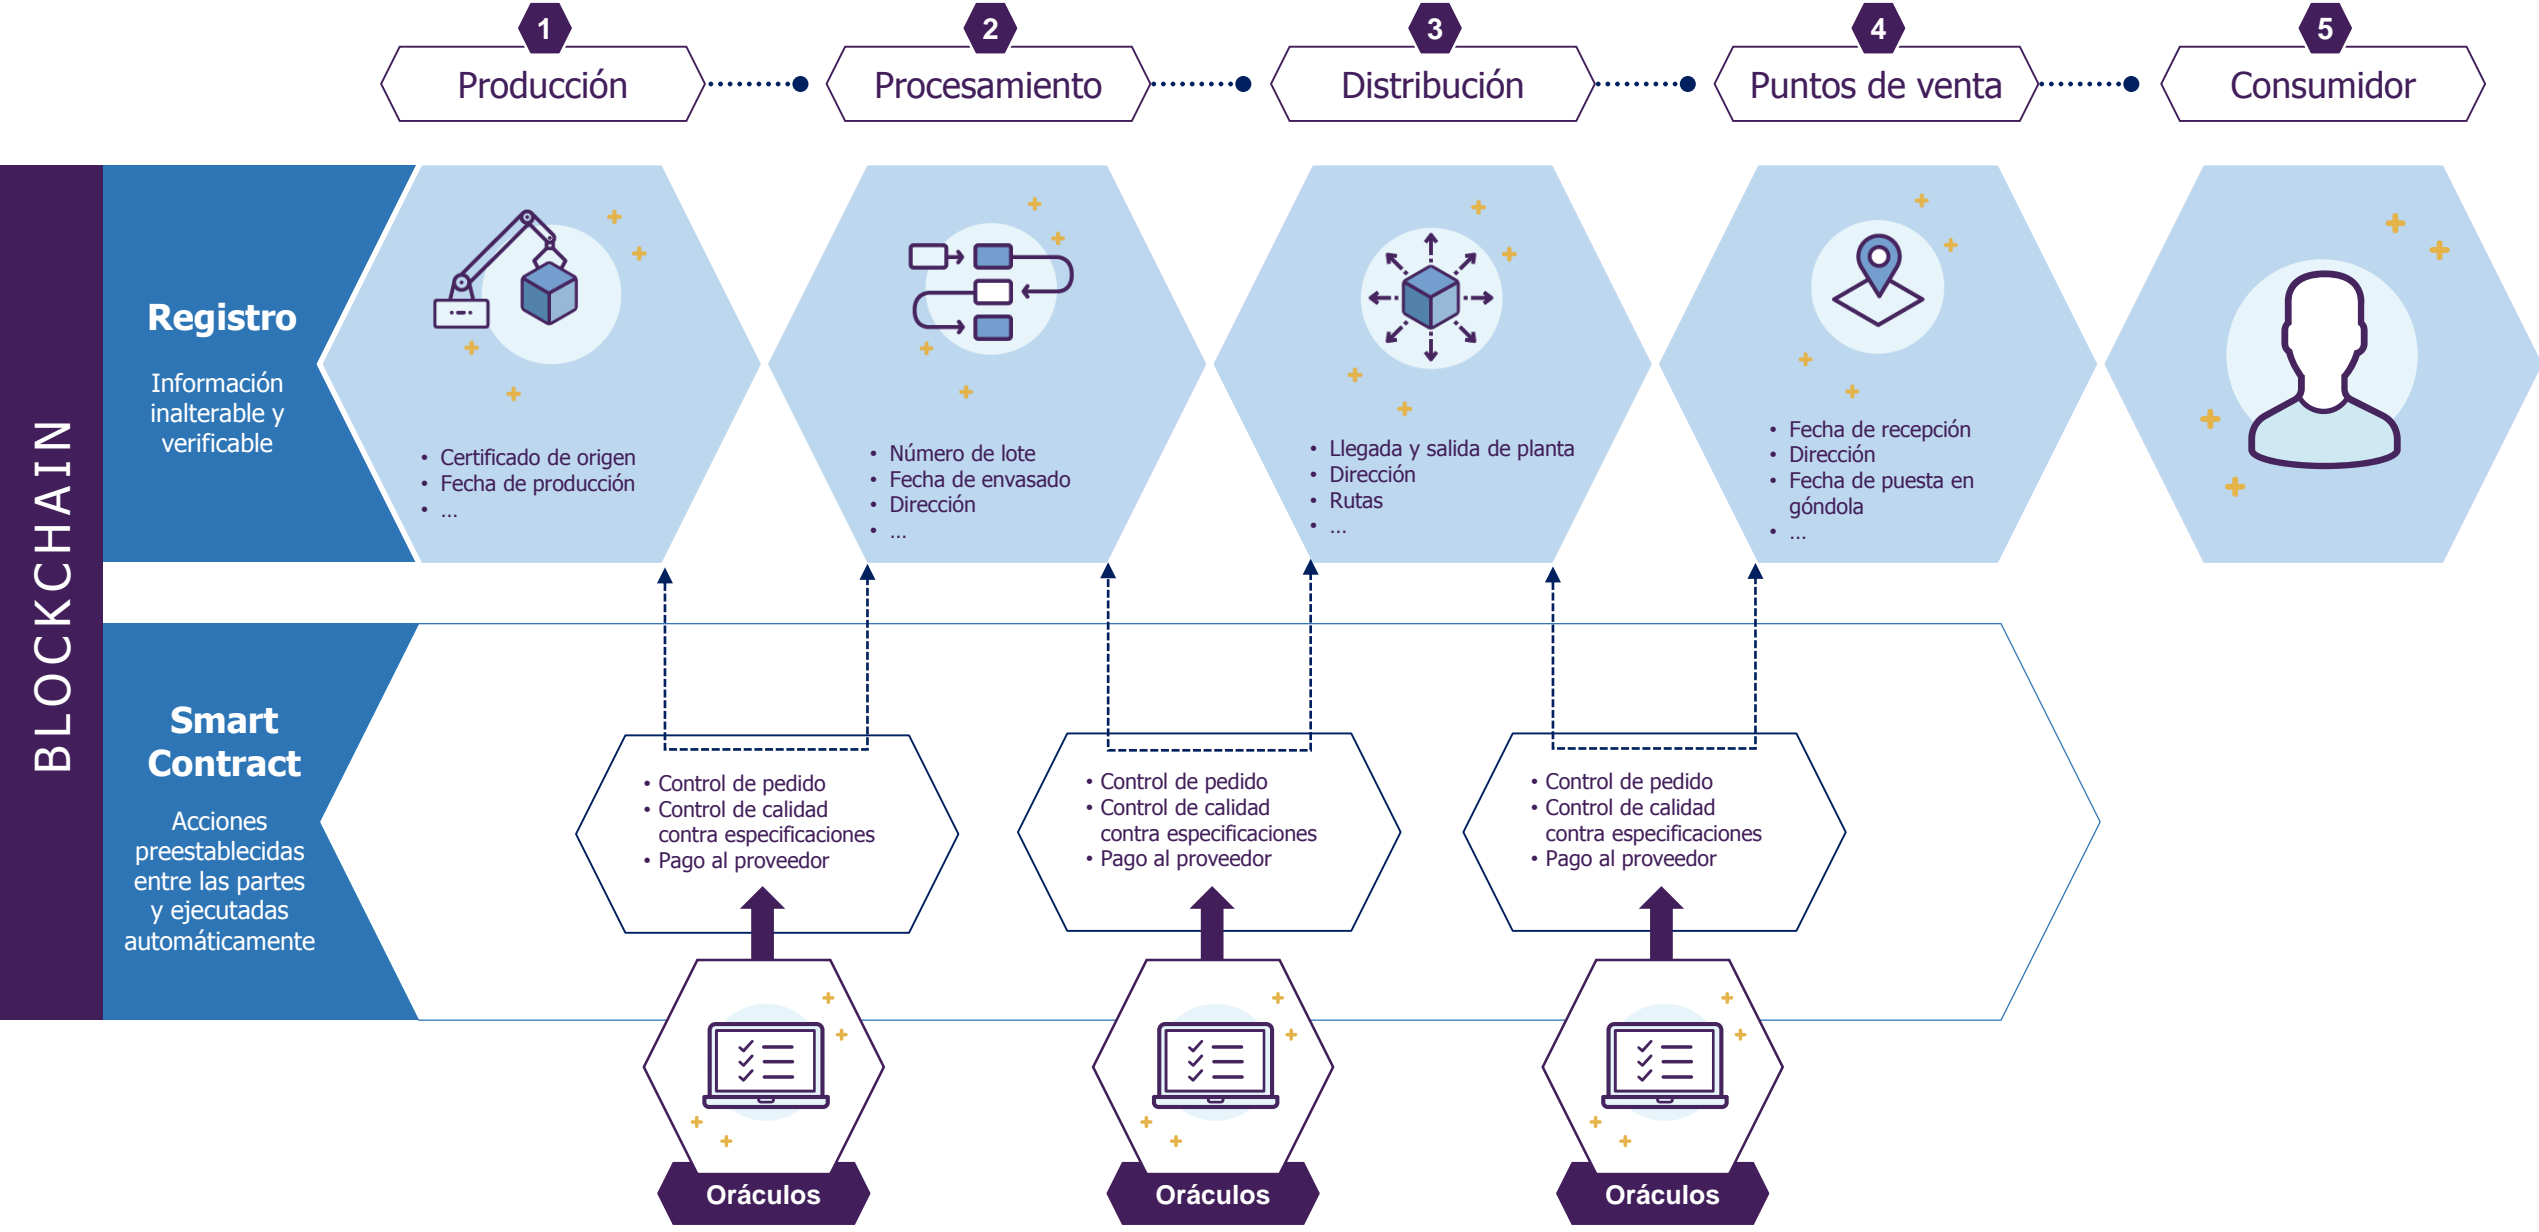 1
Producción
2
Procesamiento
3
Distribución
4
Puntos de venta
5
Consumidor
BLOCKCHAIN
Registro
Información
inalterable y
verificable
• Certificado de origen
• Fecha de producción
• ...
• Número de lote
• Fecha de envasado
• Dirección
• ...
• Llegada y salida de planta
• Dirección
• Rutas
• ...
• Fecha de recepción
• Dirección
• Fecha de puesta en
góndola
• ...
Smart
Contract
Acciones
preestablecidas
entre las partes
y ejecutadas
automáticamente
• Control de pedido
• Control de calidad
contra especificaciones
• Pago al proveedor
• Control de pedido
• Control de calidad
contra especificaciones
• Pago al proveedor
• Control de pedido
• Control de calidad
contra especificaciones
• Pago al proveedor
Oráculos
Oráculos
Oráculos